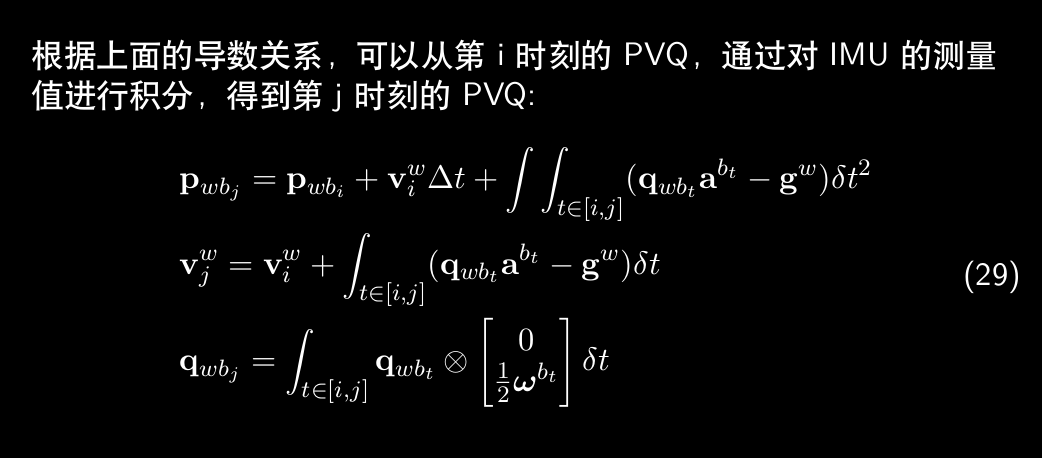 根据上面的导数关系，可以从第 i 时刻的 PVQ，通过对 IMU 的测量
值进行积分，得到第 j 时刻的 PVQ:
$\mathbf{p}_{wb_j} = \mathbf{p}_{wb_i} + \mathbf{v}_i^w \Delta t + \int \int_{t \in [i,j]} (\mathbf{q}_{wb_t} \mathbf{a}^{b_t} - \mathbf{g}^w) \delta t^2$
$\mathbf{v}_j^w = \mathbf{v}_i^w + \int_{t \in [i,j]} (\mathbf{q}_{wb_t} \mathbf{a}^{b_t} - \mathbf{g}^w) \delta t$
(29)
$\mathbf{q}_{wb_j} = \int_{t \in [i,j]} \mathbf{q}_{wb_t} \otimes \begin{bmatrix} 0 \\ \frac{1}{2} \boldsymbol{\omega}^{b_t} \end{bmatrix} \delta t$